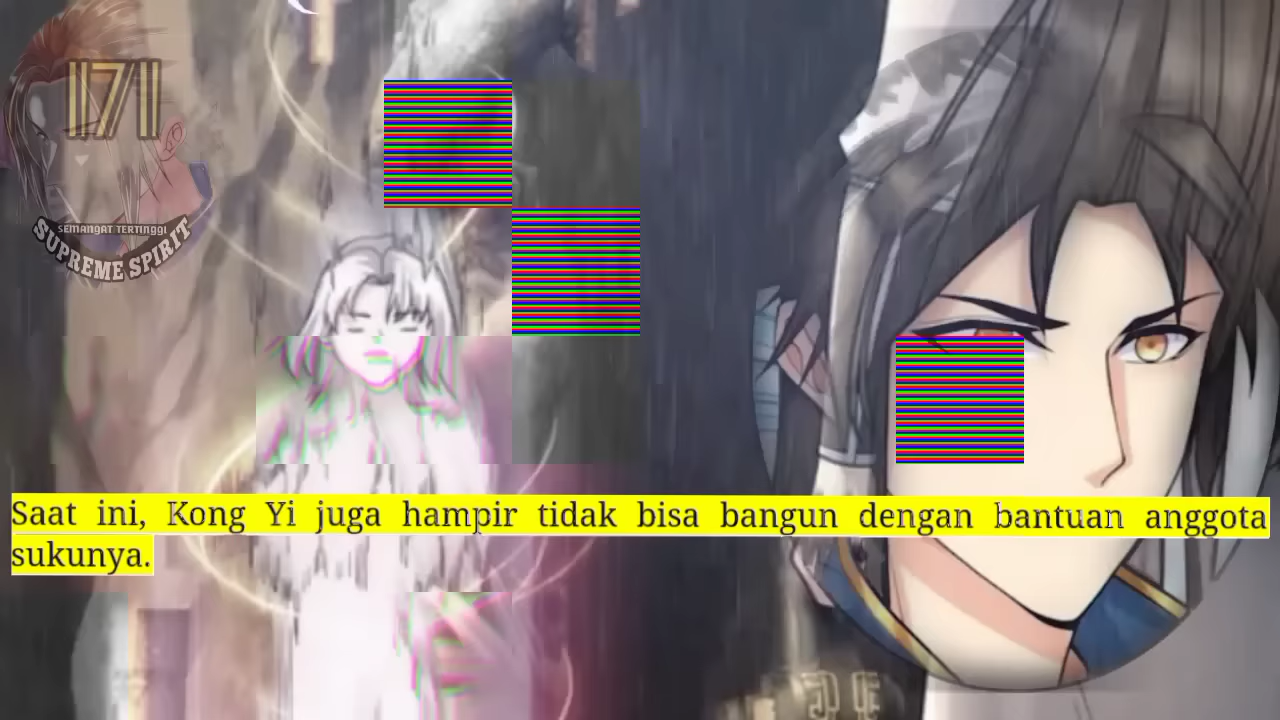 171
SEMANGAT TERTINGGI
SUPREME SPIRIT
Saat ini, Kong Yi juga hampir tidak bisa bangun dengan bantuan anggota
sukunya.